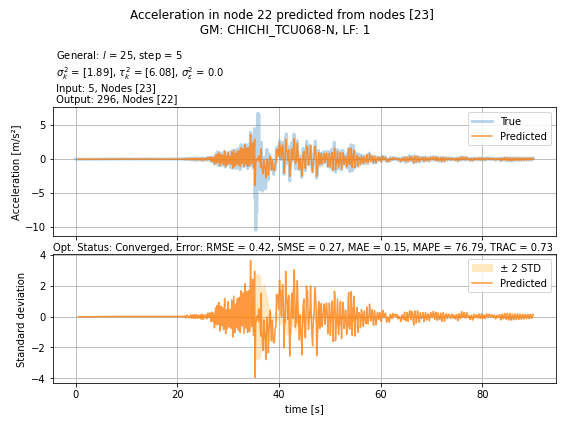 Acceleration in node 22 predicted from nodes [23]
GM: CHICHI_TCU068-N, LF: 1
General: l = 25, step = 5
σ²ₖ = [1.89], τ²ₖ = [6.08], σ²ₑ = 0.0
Input: 5, Nodes [23]
Output: 296, Nodes [22]
True
Predicted
Acceleration [m/s²]
5
0
−5
−10
Opt. Status: Converged, Error: RMSE = 0.42, SMSE = 0.27, MAE = 0.15, MAPE = 76.79, TRAC = 0.73
± 2 STD
Predicted
Standard deviation
4
2
0
−2
−4
0 20 40 60 80
time [s]